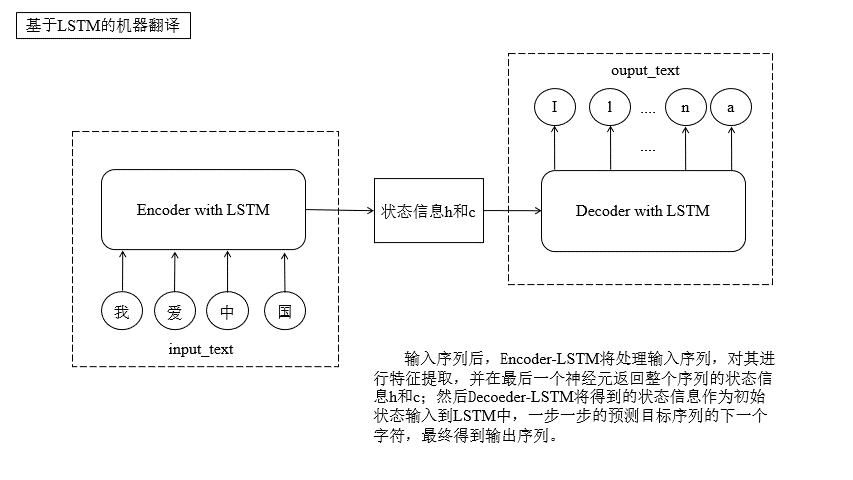 基于LSTM的机器翻译
ouput_text
I l .... n a
....
Encoder with LSTM
状态信息h和c
Decoder with LSTM
我 爱 中 国
input_text
输入序列后，Encoder-LSTM将处理输入序列，对其进
行特征提取，并在最后一个神经元返回整个序列的状态信
息h和c；然后Decoeder-LSTM将得到的状态信息作为初始
状态输入到LSTM中，一步一步的预测目标序列的下一个
字符，最终得到输出序列。